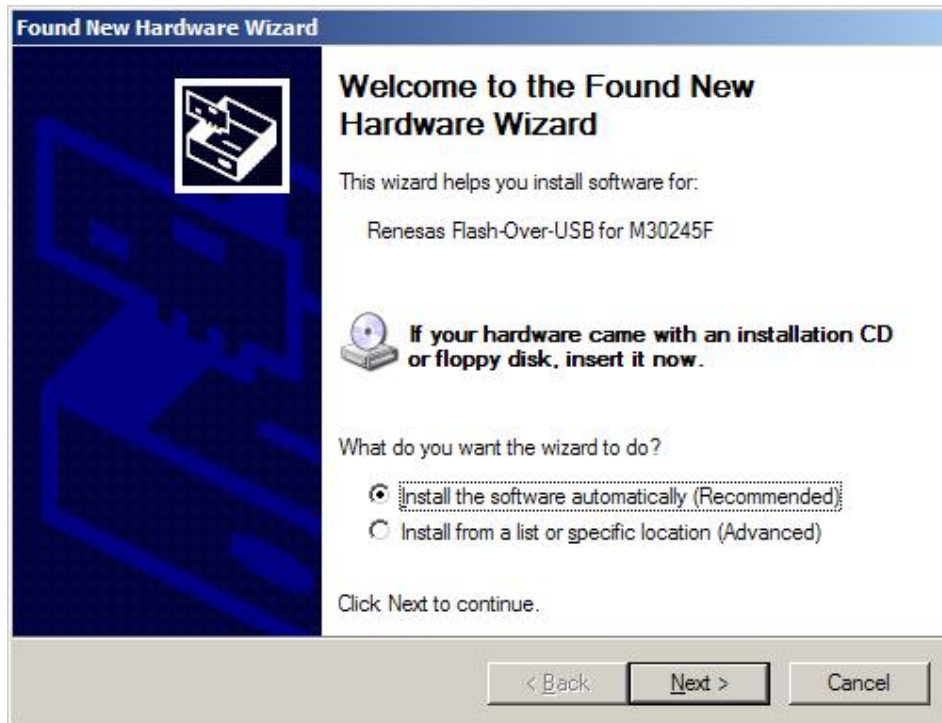 Found New Hardware Wizard
Welcome to the Found New
Hardware Wizard
This wizard helps you install software for:
Renesas Flash-Over-USB for M30245F
If your hardware came with an installation CD
or floppy disk, insert it now.
What do you want the wizard to do?
Install the software automatically (Recommended)
Install from a list or specific location (Advanced)
Click Next to continue.
< Back Next > Cancel